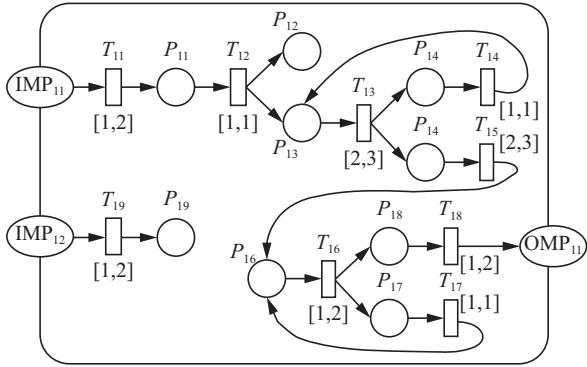 T11 P11 T12 P12 P14 T14
IMP11
[1,2] [1,1] P13 T13 [1,1]
P14 T15
[2,3] [2,3]
T19 P19
IMP12
[1,2]
P16 T16 P18 T18
OMP11
[1,2]
P17 T17
[1,2] [1,1]